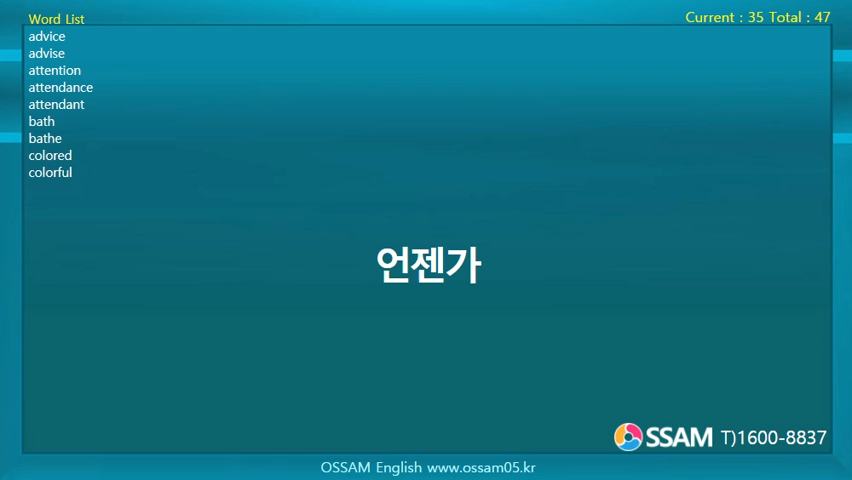 Word List
Current : 35 Total : 47
advice
advise
attention
attendance
attendant
bath
bathe
colored
colorful
언젠가
OSSAM T)1600-8837
OSSAM English www.ossam05.kr